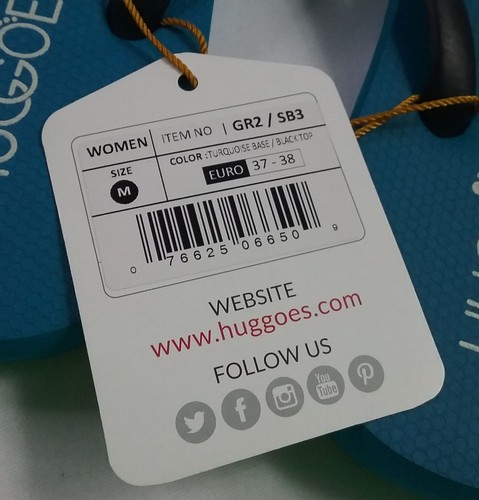 WOMEN
ITEM NO | GR2 / SB3
SIZE
M
COLOR : TURQUOISE BASE / BLACK TOP
EURO 37 - 38
0 76625 06650 9
WEBSITE
www.huggoes.com
FOLLOW US
You
Tube